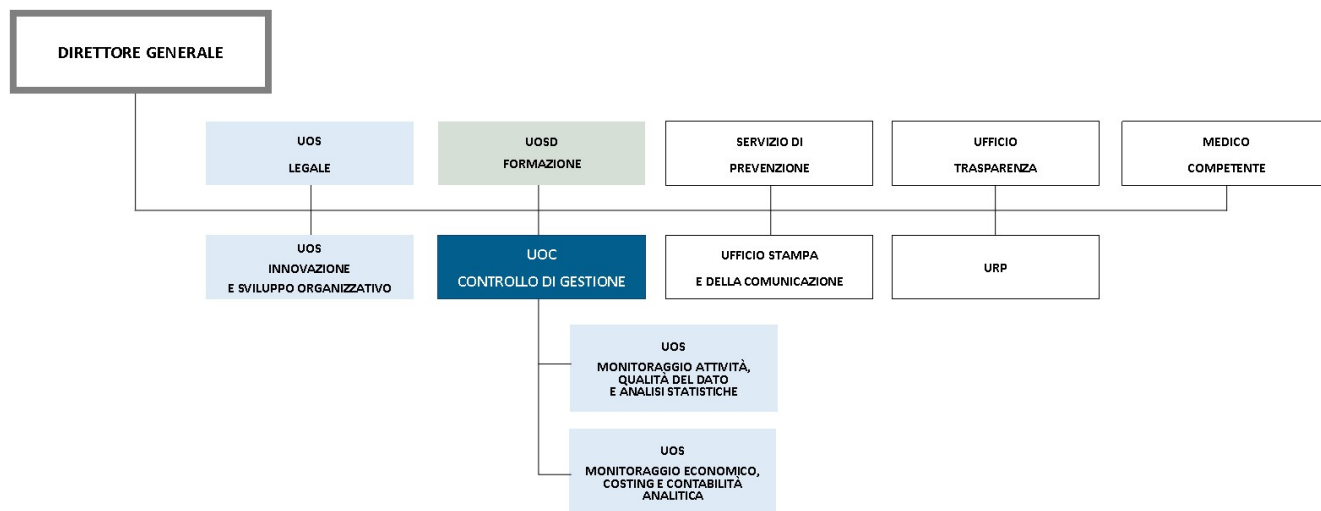 DIRETTORE GENERALE
UOS
LEGALE
UOSD
FORMAZIONE
SERVIZIO DI
PREVENZIONE
UFFICIO
TRASPARENZA
MEDICO
COMPETENTE
UOS
INNOVAZIONE
E SVILUPPO ORGANIZZATIVO
UOC
CONTROLLO DI GESTIONE
UFFICIO STAMPA
E DELLA COMUNICAZIONE
URP
UOS
MONITORAGGIO ATTIVITÀ,
QUALITÀ DEL DATO
E ANALISI STATISTICHE
UOS
MONITORAGGIO ECONOMICO,
COSTING E CONTABILITÀ
ANALITICA